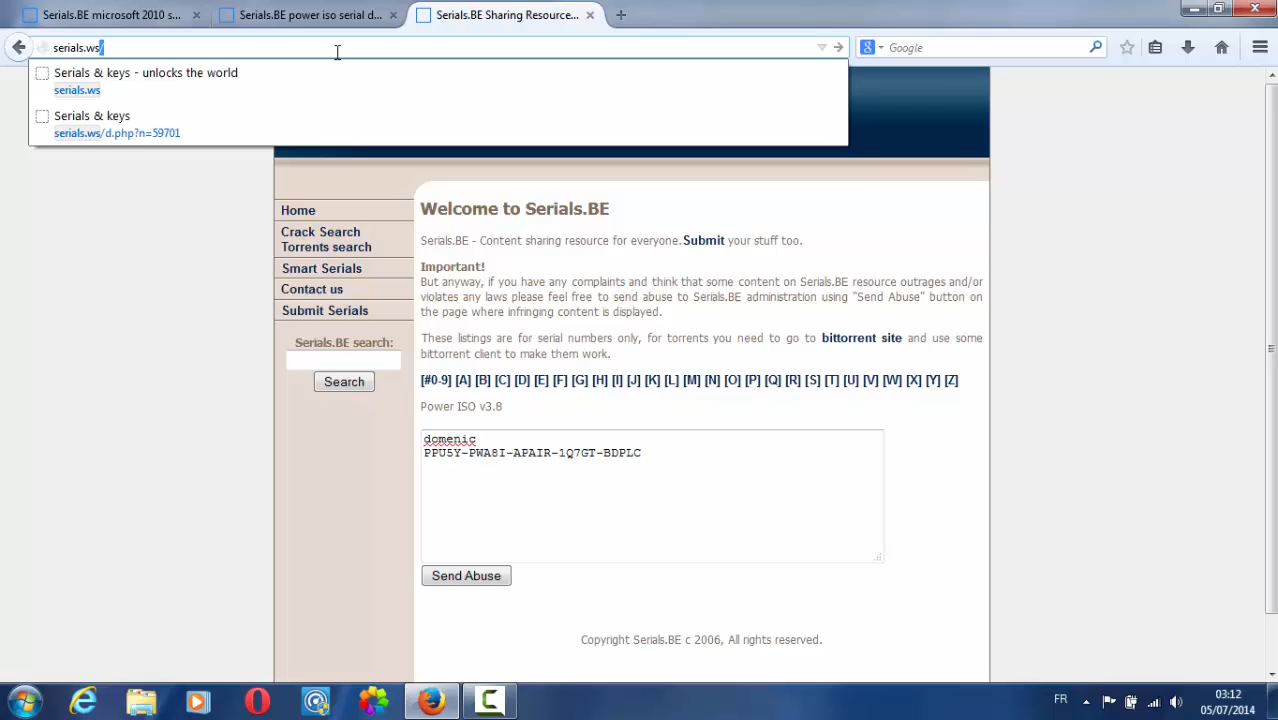 Serials.BE microsoft 2010 s...
Serials.BE power iso serial d...
Serials.BE Sharing Resource...
serials.ws/
Google
Serials & keys - unlocks the world
serials.ws
Serials & keys
serials.ws/d.php?n=59701
Home
Crack Search
Torrents search
Smart Serials
Contact us
Submit Serials
Serials.BE search:
Search
Welcome to Serials.BE
Serials.BE - Content sharing resource for everyone. Submit your stuff too.
Important!
But anyway, if you have any complaints and think that some content on Serials.BE resource outrages and/or
violates any laws please feel free to send abuse to Serials.BE administration using "Send Abuse" button on
the page where infringing content is displayed.
These listings are for serial numbers only, for torrents you need to go to bittorrent site and use some
bittorrent client to make them work.
[#0-9] [A] [B] [C] [D] [E] [F] [G] [H] [I] [J] [K] [L] [M] [N] [O] [P] [Q] [R] [S] [T] [U] [V] [W] [X] [Y] [Z]
Power ISO v3.8
domenic
PPU5Y-PWA8I-APAIR-1Q7GT-BDPLC
Send Abuse
Copyright Serials.BE c 2006, All rights reserved.
FR
03:12
05/07/2014